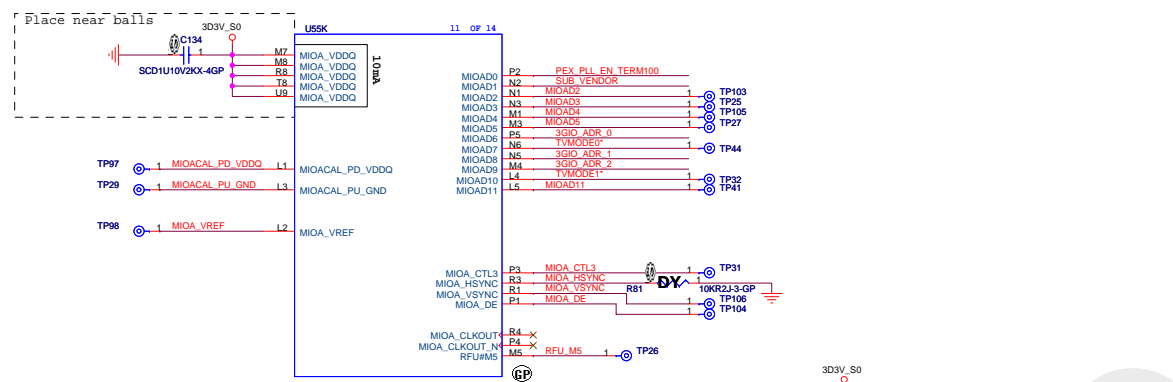 Place near balls
3D3V_S0
U55K
11 OF 14
C134
1
SCD1U10V2KX-4GP
M7 MIOA_VDDQ
M8 MIOA_VDDQ
R8 MIOA_VDDQ
T8 MIOA_VDDQ
U9 MIOA_VDDQ
10mA
MIOAD0 P2 PEX_PLL_EN_TERM100
MIOAD1 N2 SUB_VENDOR
MIOAD2 N1 MIOAD2 1 TP103
MIOAD3 N3 MIOAD3 1 TP25
MIOAD4 M1 MIOAD4 1 TP105
MIOAD5 M3 MIOAD5 1 TP27
MIOAD6 P5 3GIO_ADR_0
MIOAD7 N6 TVMODE0* 1 TP44
MIOAD8 N5 3GIO_ADR_1
MIOAD9 M4 3GIO_ADR_2
MIOAD10 L4 TVMODE1* 1 TP32
MIOAD11 L5 MIOAD11 1 TP41
TP97 1 MIOACAL_PD_VDDQ L1 MIOACAL_PD_VDDQ
TP29 1 MIOACAL_PU_GND L3 MIOACAL_PU_GND
TP98 1 MIOA_VREF L2 MIOA_VREF
MIOA_CTL3 P3 MIOA_CTL3 1 TP31
MIOA_HSYNC R3 MIOA_HSYNC R81 DY 1 10KR2J-3-GP
MIOA_VSYNC R1 MIOA_VSYNC 1 TP106
MIOA_DE P1 MIOA_DE 1 TP104
MIOA_CLKOUT R4
MIOA_CLKOUT_N P4
RFU#M5 M5 RFU_M5 1 TP26
GP
3D3V_S0